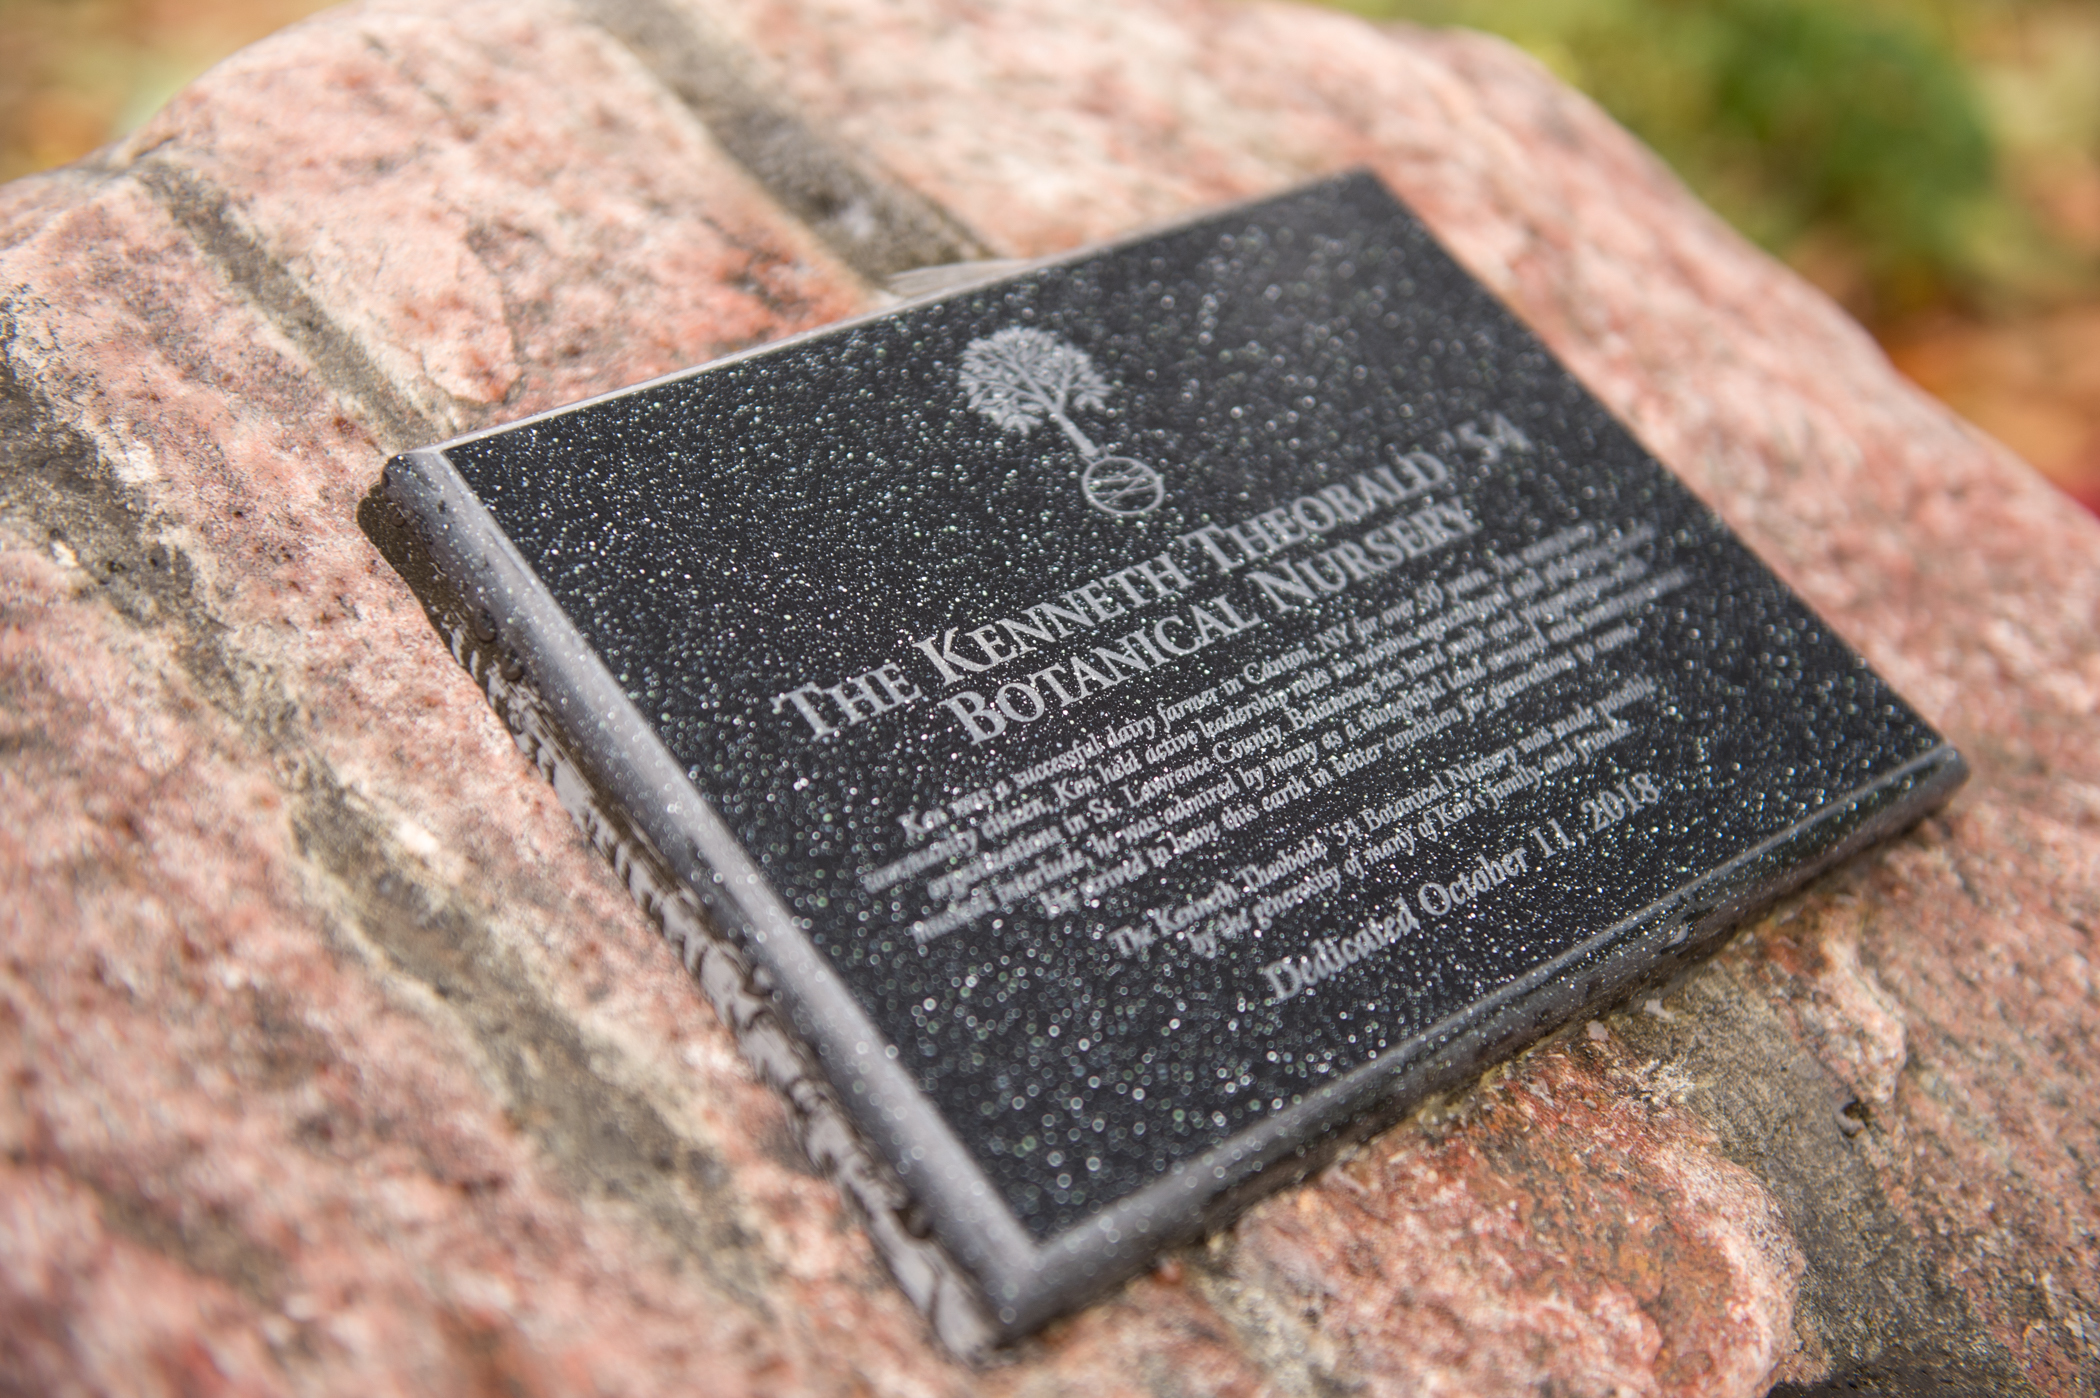 THE KENNETH THEOBALD '54
BOTANICAL NURSERY
Ken was a successful dairy farmer in Canton, NY for over 50 years. An
community citizen, Ken held active leadership roles in various agricultural and
organizations in St. Lawrence County. Balancing his hard work and
musical interlude, he was admired by many as a thoughtful land steward and
He strived to leave this earth in better condition for generations to come.
The Kenneth Theobald, '54 Botanical Nursery was made possible
by the generosity of many of Ken's family and friends.
Dedicated October 11, 2018